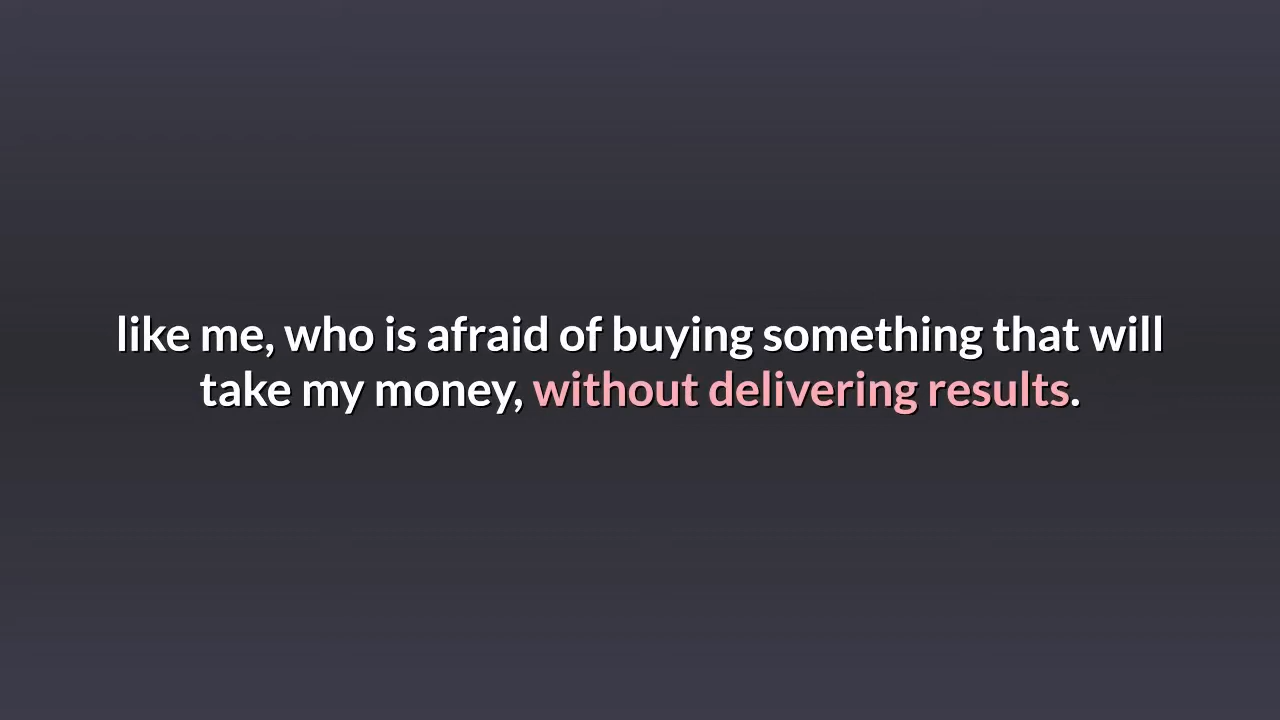 like me, who is afraid of buying something that will
take my money, without delivering results.